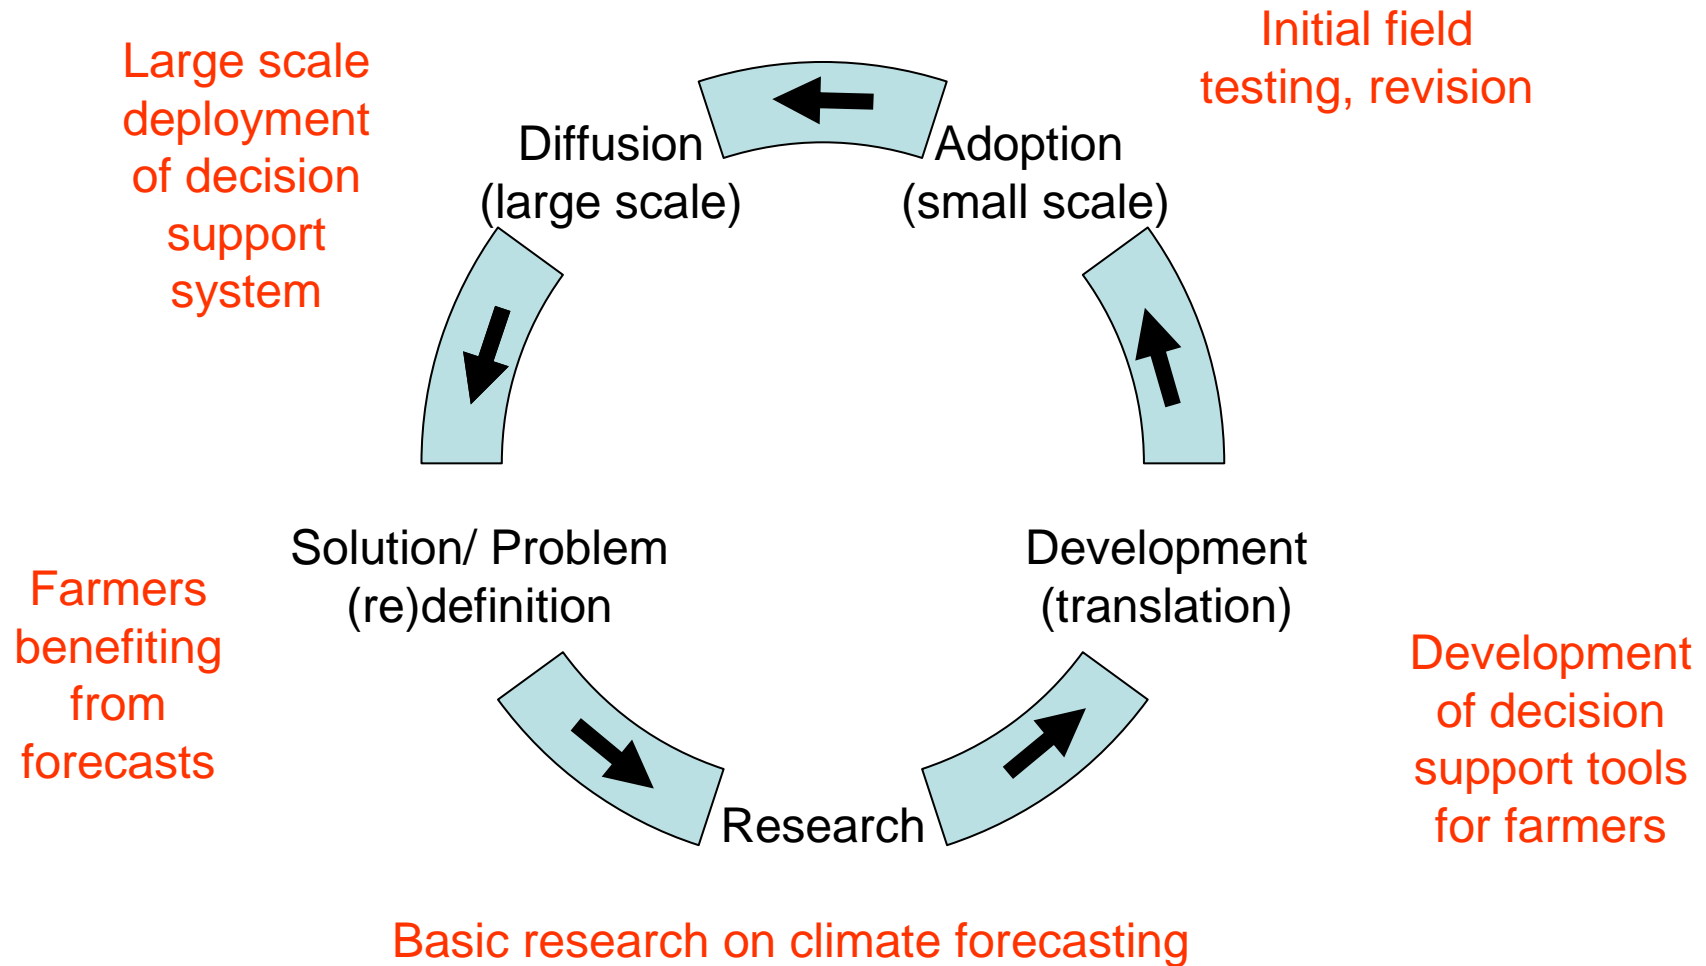 Large scale
deployment
of decision
support
system
Initial field
testing, revision
Diffusion
(large scale)
Adoption
(small scale)
Solution/ Problem
(re)definition
Development
(translation)
Farmers
benefiting
from
forecasts
Development
of decision
support tools
for farmers
Research
Basic research on climate forecasting